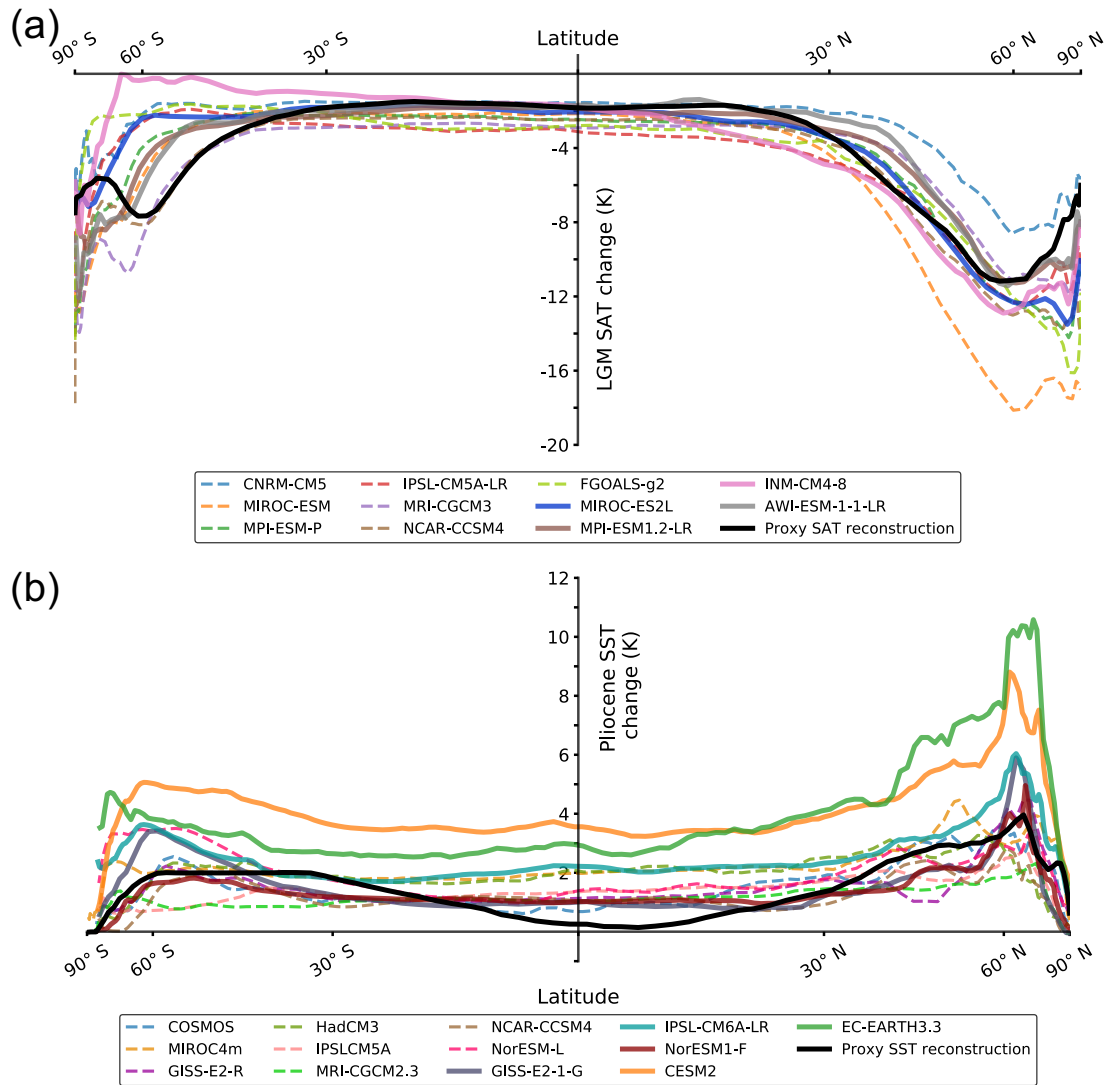 (a)
Latitude
90° S
60° S
30° S
30° N
60° N
90° N
-4
-8
-12
-16
-20
LGM SAT change (K)
CNRM-CM5
IPSL-CM5A-LR
FGOALS-g2
INM-CM4-8
MIROC-ESM
MRI-CGCM3
MIROC-ES2L
AWI-ESM-1-1-LR
MPI-ESM-P
NCAR-CCSM4
MPI-ESM1.2-LR
Proxy SAT reconstruction
(b)
12
10
8
6
4
2
Pliocene SST
change (K)
90° S
60° S
30° S
30° N
60° N
90° N
Latitude
COSMOS
HadCM3
NCAR-CCSM4
IPSL-CM6A-LR
EC-EARTH3.3
MIROC4m
IPSLCM5A
NorESM-L
NorESM1-F
Proxy SST reconstruction
GISS-E2-R
MRI-CGCM2.3
GISS-E2-1-G
CESM2